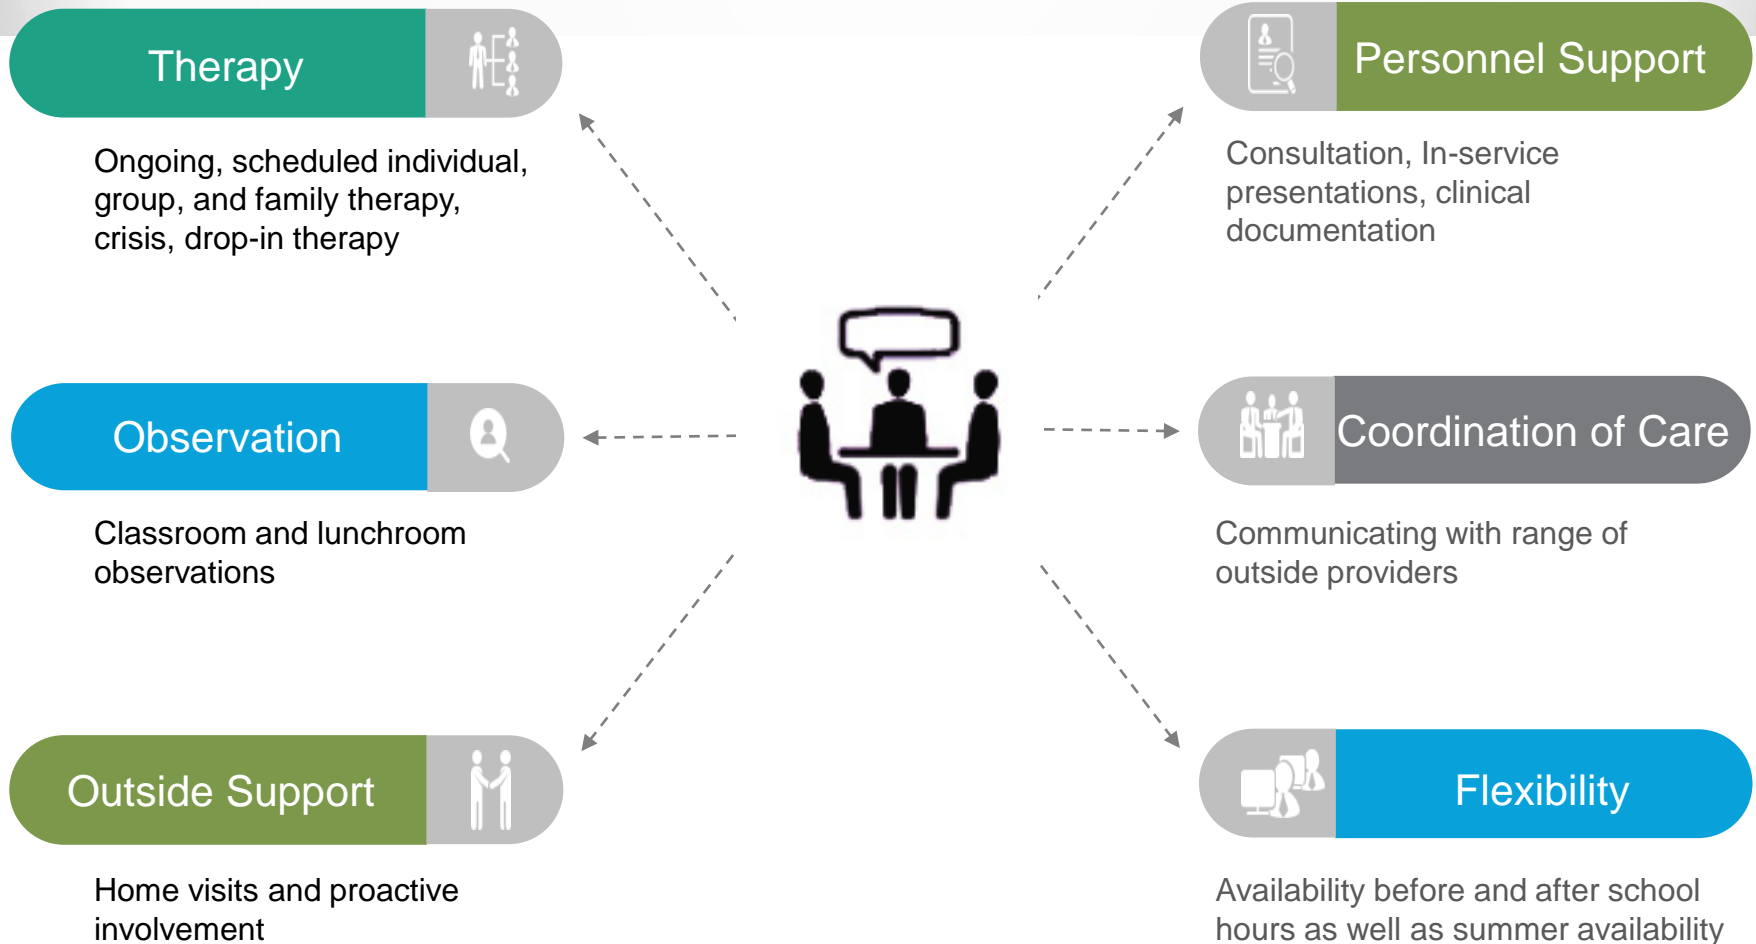 Therapy
Ongoing, scheduled individual,
group, and family therapy,
crisis, drop-in therapy
Observation
Classroom and lunchroom
observations
Outside Support
Home visits and proactive
involvement
Personnel Support
Consultation, In-service
presentations, clinical
documentation
Coordination of Care
Communicating with range of
outside providers
Flexibility
Availability before and after school
hours as well as summer availability